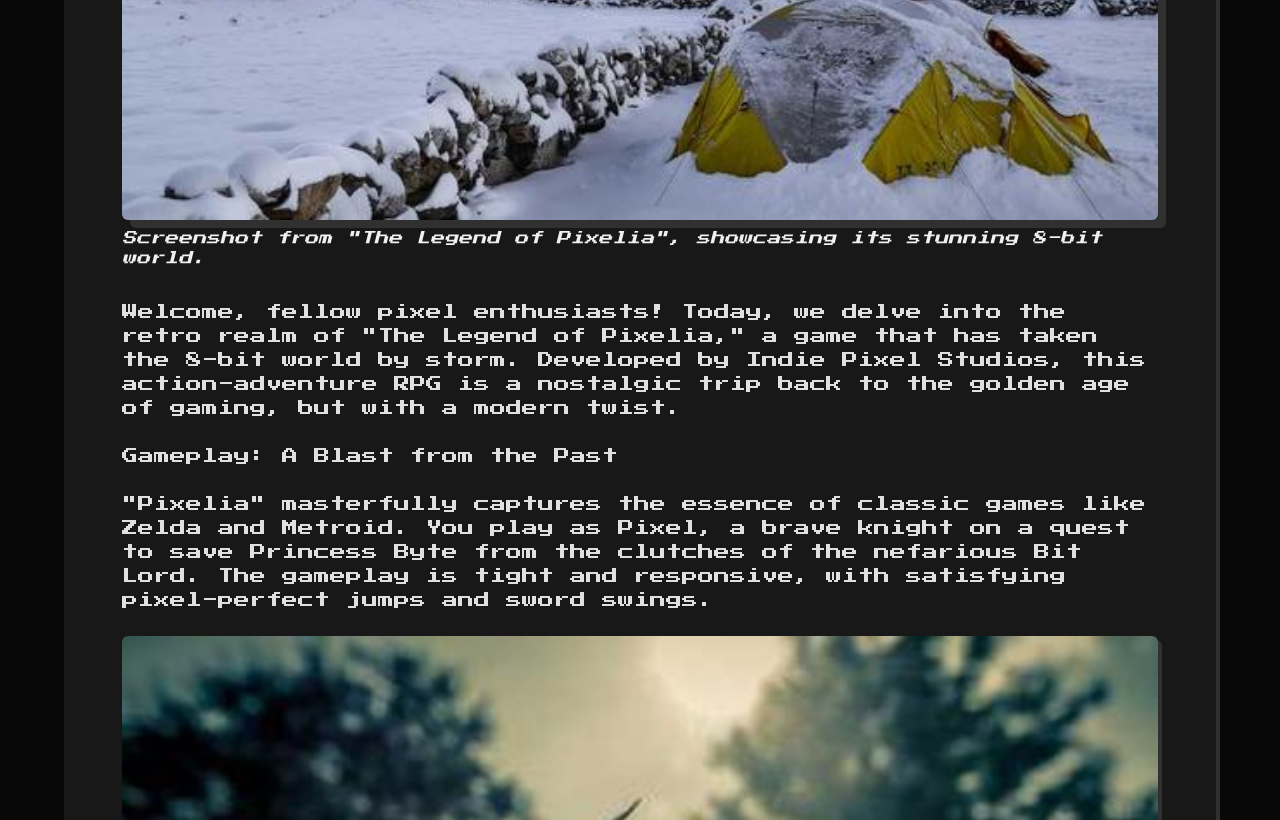 Screenshot from "The Legend of Pixelia", showcasing its stunning 8-bit
world.
Welcome, fellow pixel enthusiasts! Today, we delve into the
retro realm of "The Legend of Pixelia," a game that has taken
the 8-bit world by storm. Developed by Indie Pixel Studios, this
action-adventure RPG is a nostalgic trip back to the golden age
of gaming, but with a modern twist.
Gameplay: A Blast from the Past
"Pixelia" masterfully captures the essence of classic games like
Zelda and Metroid. You play as Pixel, a brave knight on a quest
to save Princess Byte from the clutches of the nefarious Bit
Lord. The gameplay is tight and responsive, with satisfying
pixel-perfect jumps and sword swings.